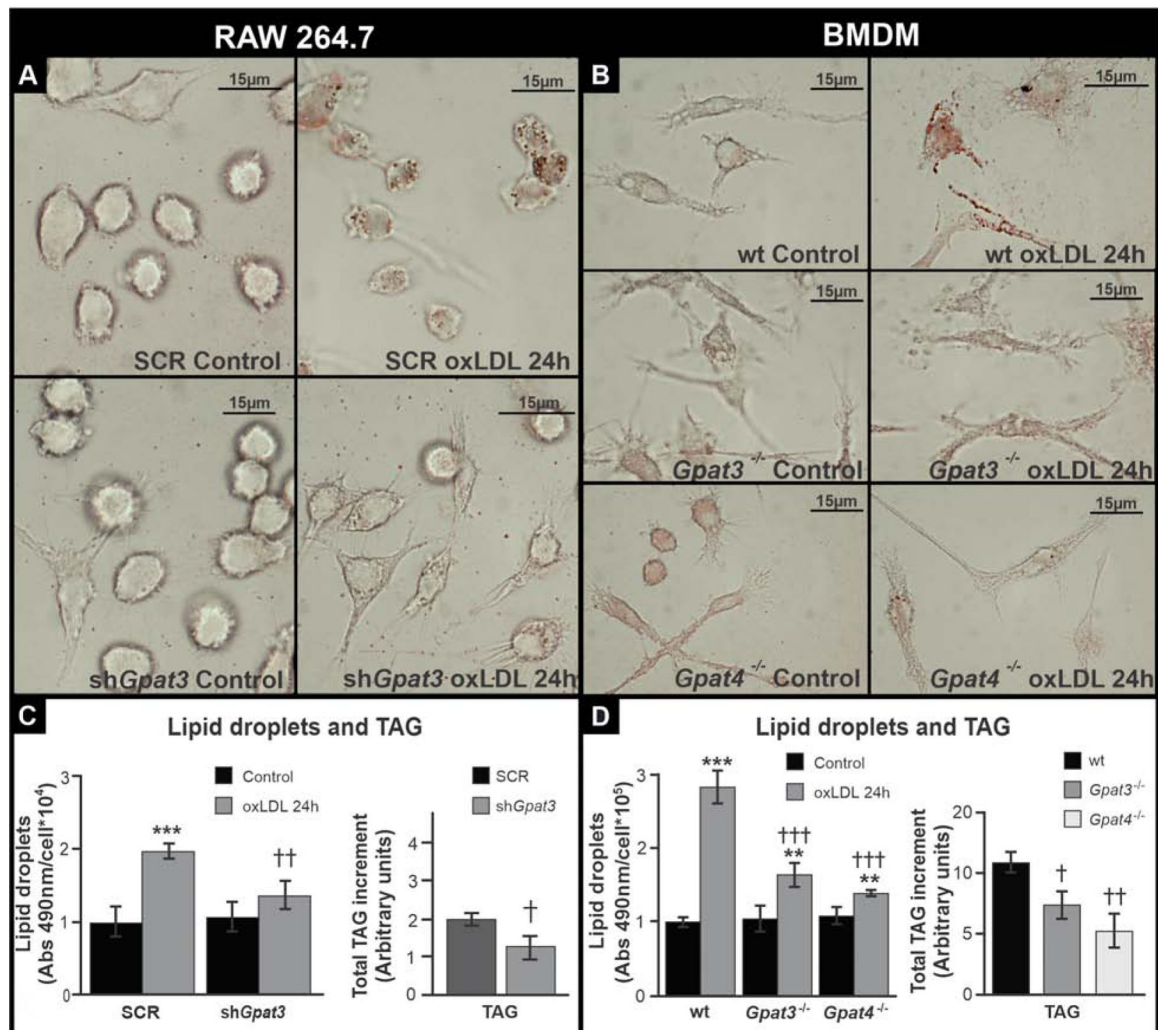 RAW 264.7
BMDM
A
15µm
15µm
SCR Control
SCR oxLDL 24h
15µm
15µm
shGpat3 Control
shGpat3 oxLDL 24h
B
15µm
15µm
wt Control
wt oxLDL 24h
15µm
15µm
Gpat3 -/- Control
Gpat3 -/- oxLDL 24h
15µm
15µm
Gpat4 -/- Control
Gpat4 -/- oxLDL 24h
C
Lipid droplets and TAG
Lipid droplets
(Abs 490nm/cell*10⁴)
3
2
1
0
Control
oxLDL 24h
***
††
SCR
shGpat3
Total TAG increment
(Arbitrary units)
4
3
2
1
0
SCR
shGpat3
†
TAG
D
Lipid droplets and TAG
Lipid droplets
(Abs 490nm/cell*10⁵)
3
2
1
0
Control
oxLDL 24h
***
†††
**
†††
**
wt
Gpat3-/-
Gpat4-/-
Total TAG increment
(Arbitrary units)
20
10
5
0
wt
Gpat3-/-
Gpat4-/-
†
††
TAG